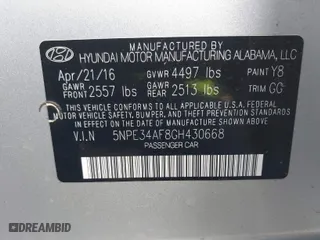 MANUFACTURED BY
HYUNDAI MOTOR MANUFACTURING ALABAMA, LLC
Apr/21/16 GVWR 4497 lbs PAINT Y8
GAWR FRONT 2557 lbs GAWR REAR 2513 lbs TRIM GG
THIS VEHICLE CONFORMS TO ALL APPLICABLE U.S. FEDERAL
MOTOR VEHICLE SAFETY, BUMPER, AND THEFT PREVENTION
STANDARDS IN EFFECT ON THE DATE OF MANUFACTURE
SHOWN ABOVE.
V.I.N 5NPE34AF8GH430668
PASSENGER CAR
DREAMBID